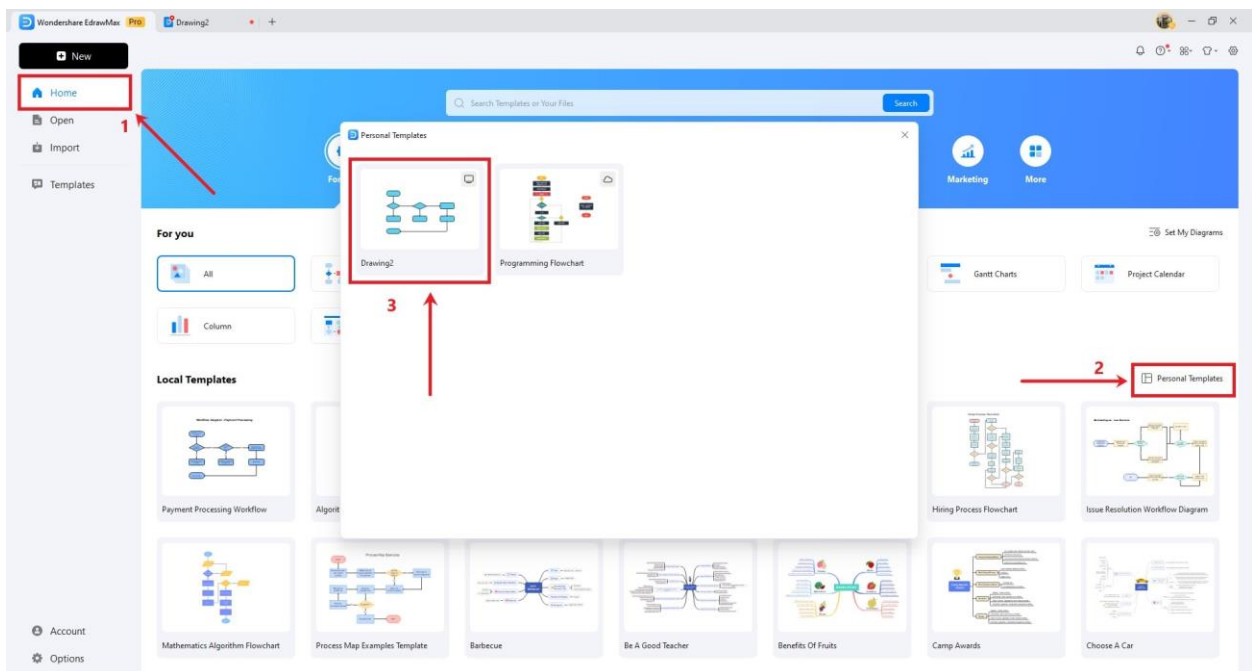 Wondershare EdrawMax Pro
Drawing2
New
Home
Open
Import
Templates
Account
Options
1
Search Templates or Your Files
Search
Marketing
More
Personal Templates
Drawing2
Programming Flowchart
3
For you
Set My Diagrams
All
Gantt Charts
Project Calendar
Column
Local Templates
2
Personal Templates
Payment Processing Workflow
Algorit
Hiring Process Flowchart
Issue Resolution Workflow Diagram
Mathematics Algorithm Flowchart
Process Map Examples Template
Barbecue
Be A Good Teacher
Benefits Of Fruits
Camp Awards
Choose A Car